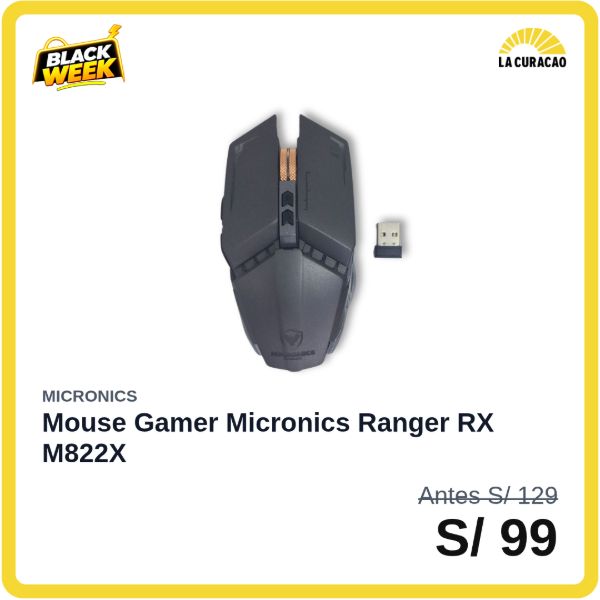 BLACK
WEEK
LA CURACAO
MICRONICS
Mouse Gamer Micronics Ranger RX
M822X
Antes S/ 129
S/ 99